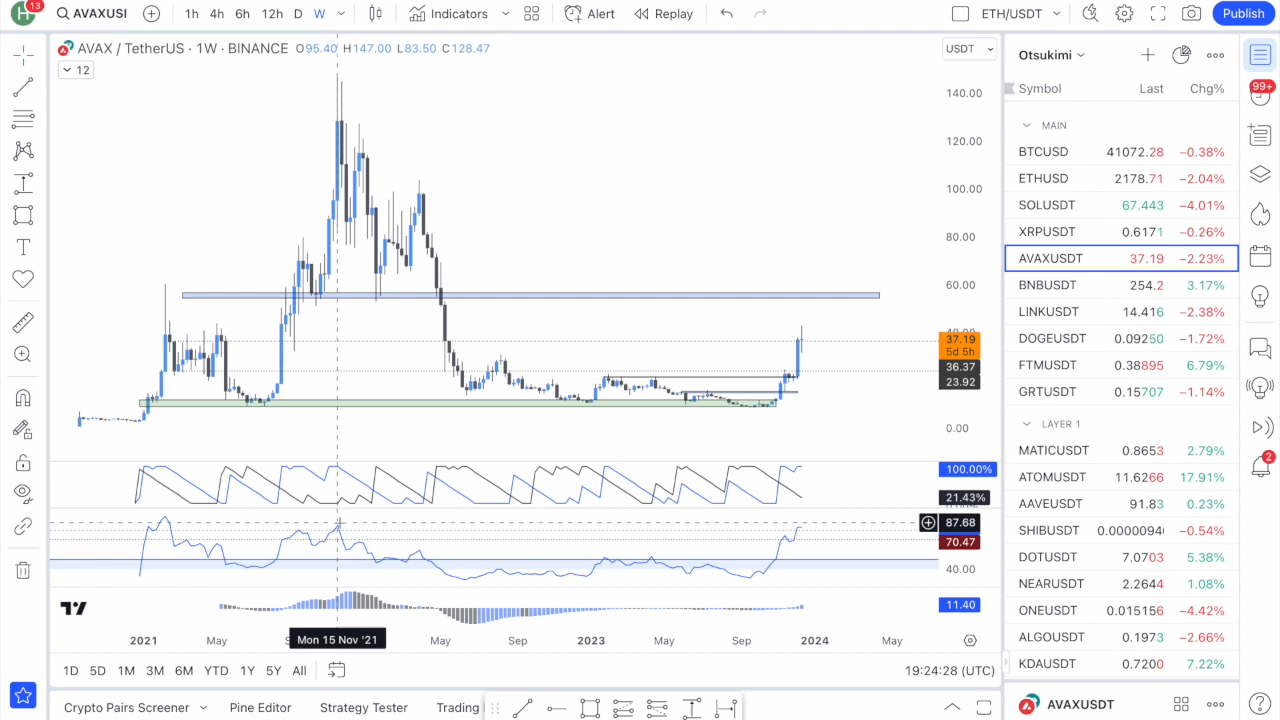 H 13 AVAXUSI 1h 4h 6h 12h D W Indicators Alert Replay ETH/USDT Publish
AVAX / TetherUS · 1W · BINANCE O95.40 H147.00 L83.50 C128.47 USDT
12
140.00
120.00
100.00
80.00
60.00
40.00
37.19
5d 5h
36.37
23.92
0.00
100.00%
21.43%
87.68
70.47
40.00
11.40
2021 May Mon 15 Nov '21 May Sep 2023 May Sep 2024 May
1D 5D 1M 3M 6M YTD 1Y 5Y All 19:24:28 (UTC)
Crypto Pairs Screener Pine Editor Strategy Tester Trading
Otsukimi
Symbol Last Chg%
MAIN
BTCUSD 41072.28 −0.38%
ETHUSD 2178.71 −2.04%
SOLUSDT 67.443 −4.01%
XRPUSDT 0.6171 −0.26%
AVAXUSDT 37.19 −2.23%
BNBUSDT 254.2 3.17%
LINKUSDT 14.416 −2.38%
DOGEUSDT 0.09250 −1.72%
FTMUSDT 0.38895 6.79%
GRTUSDT 0.15707 −1.14%
LAYER 1
MATICUSDT 0.8653 2.79%
ATOMUSDT 11.6266 17.91%
AAVEUSDT 91.83 0.23%
SHIBUSDT 0.00000946 −0.54%
DOTUSDT 7.0703 5.38%
NEARUSDT 2.2644 1.08%
ONEUSDT 0.015156 −4.42%
ALGOUSDT 0.1973 −2.66%
KDAUSDT 0.7200 7.22%
AVAXUSDT
99+
2